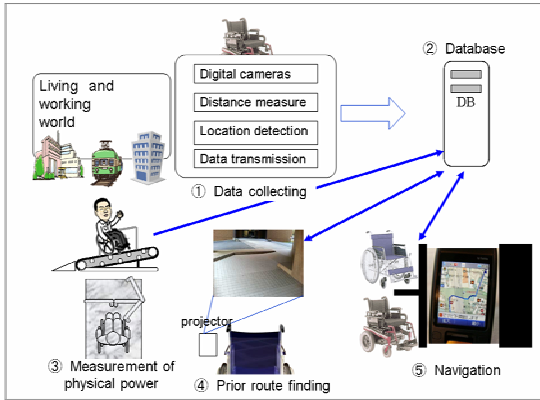 Living and
working
world
Digital cameras
Distance measure
Location detection
Data transmission
① Data collecting
② Database
DB
③ Measurement of
physical power
projector
④ Prior route finding
⑤ Navigation